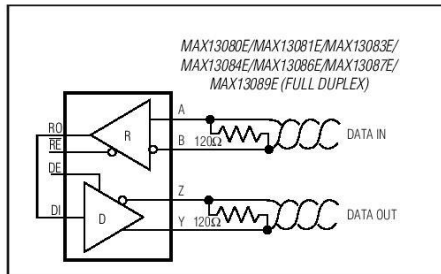 MAX13080E/MAX13081E/MAX13083E/
MAX13084E/MAX13086E/MAX13087E/
MAX13089E (FULL DUPLEX)
A
RO
R
RE
B
120Ω
DATA IN
DE
Z
DI
D
Y
120Ω
DATA OUT